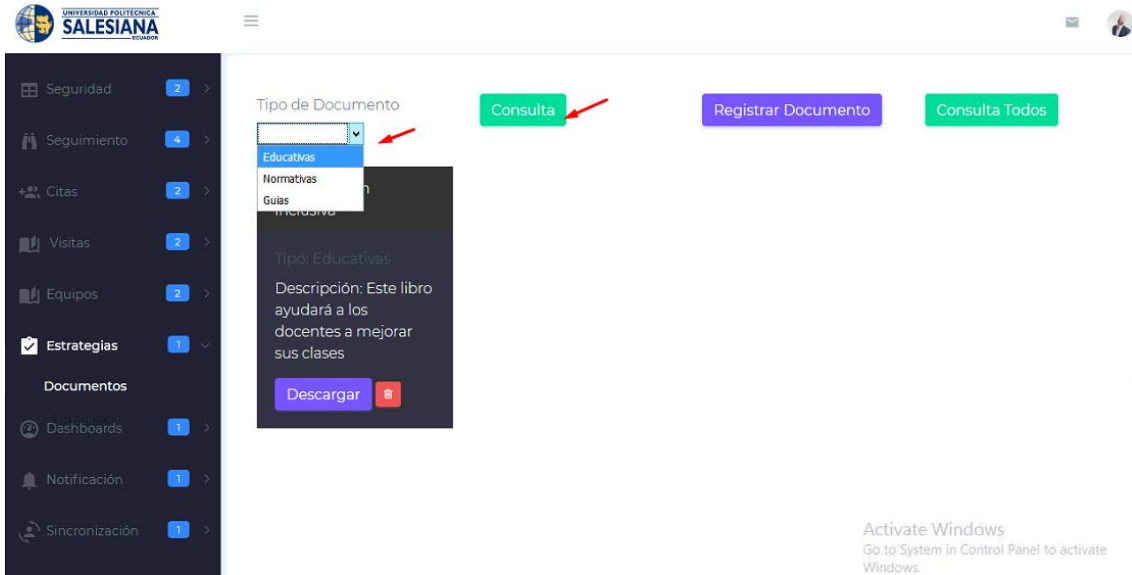 UNIVERSIDAD POLITÉCNICA
SALESIANA
ECUADOR
Seguridad 2
Seguimiento 4
Citas 2
Visitas 2
Equipos 2
Estrategias 1
Documentos
Dashboards 1
Notificación 1
Sincronización 1
Tipo de Documento
Consulta
Registrar Documento
Consulta Todos
Educativas
Normativas
Guias
Inclusiva
Tipo: Educativas
Descripción: Este libro
ayudará a los
docentes a mejorar
sus clases
Descargar
Activate Windows
Go to System in Control Panel to activate
Windows.